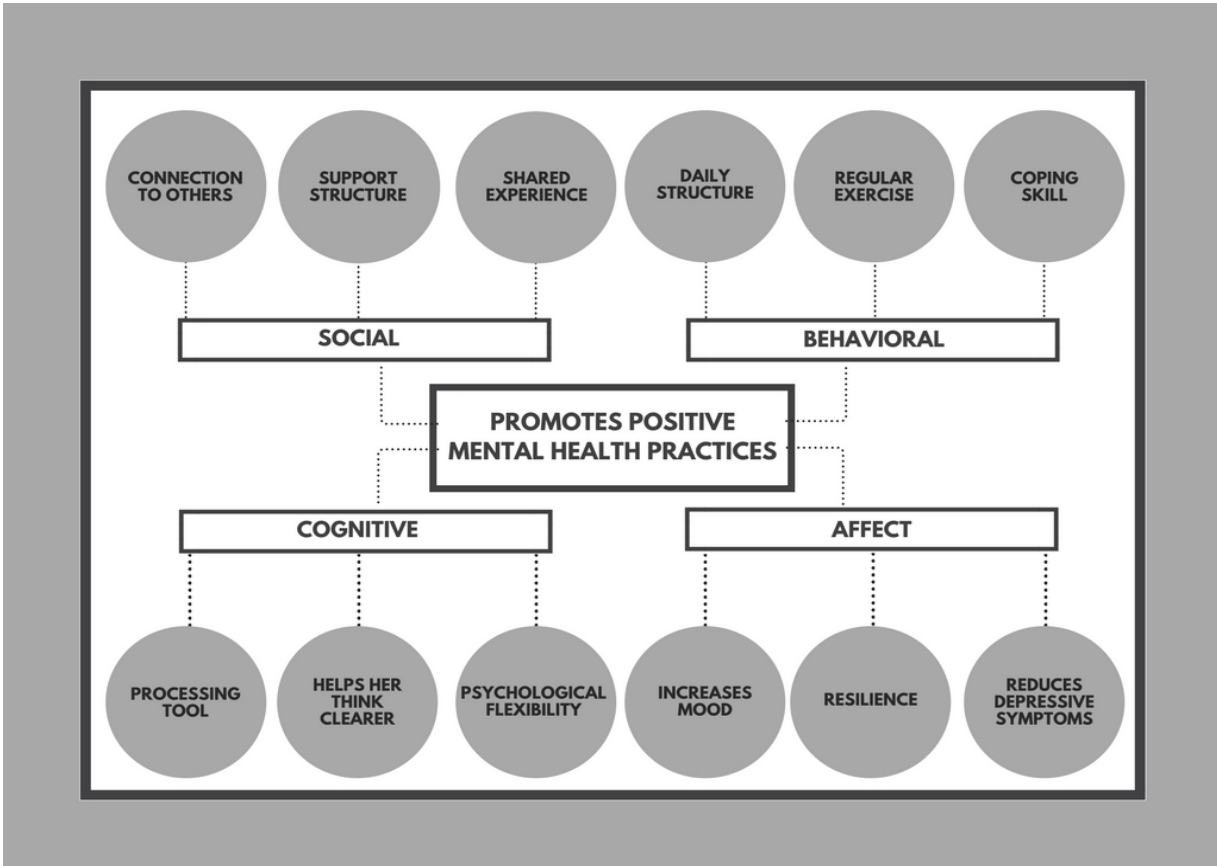 CONNECTION
TO OTHERS
SUPPORT
STRUCTURE
SHARED
EXPERIENCE
DAILY
STRUCTURE
REGULAR
EXERCISE
COPING
SKILL
SOCIAL
BEHAVIORAL
PROMOTES POSITIVE
MENTAL HEALTH PRACTICES
COGNITIVE
AFFECT
PROCESSING
TOOL
HELPS HER
THINK
CLEARER
PSYCHOLOGICAL
FLEXIBILITY
INCREASES
MOOD
RESILIENCE
REDUCES
DEPRESSIVE
SYMPTOMS